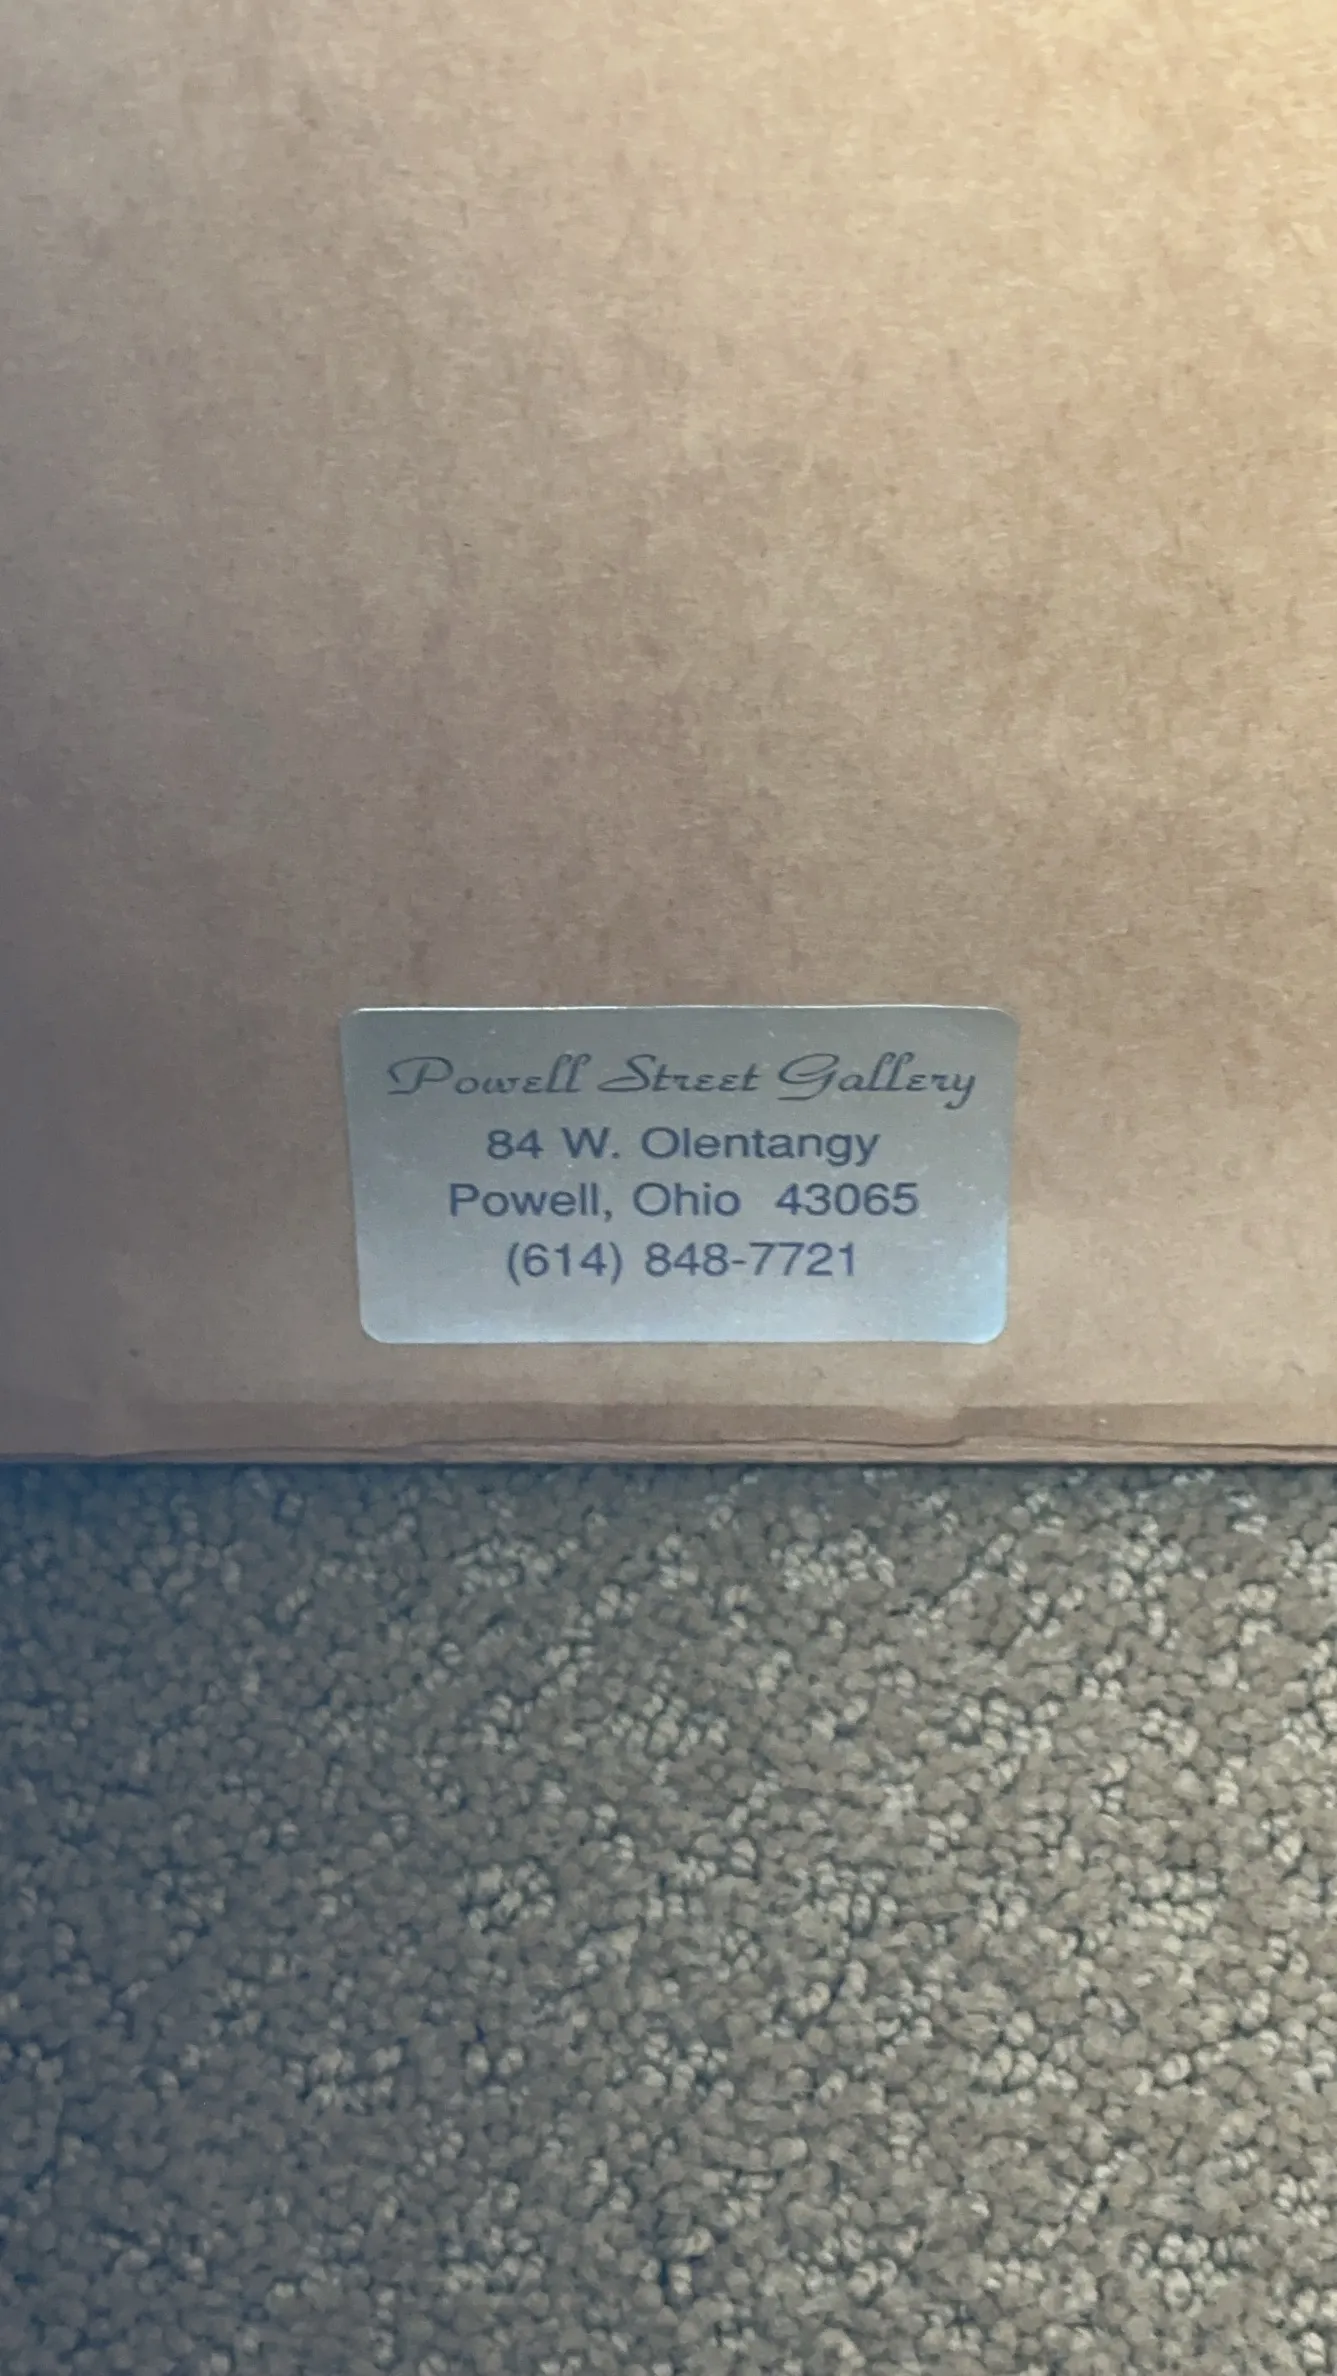 Powell Street Gallery
84 W. Olentangy
Powell, Ohio 43065
(614) 848-7721